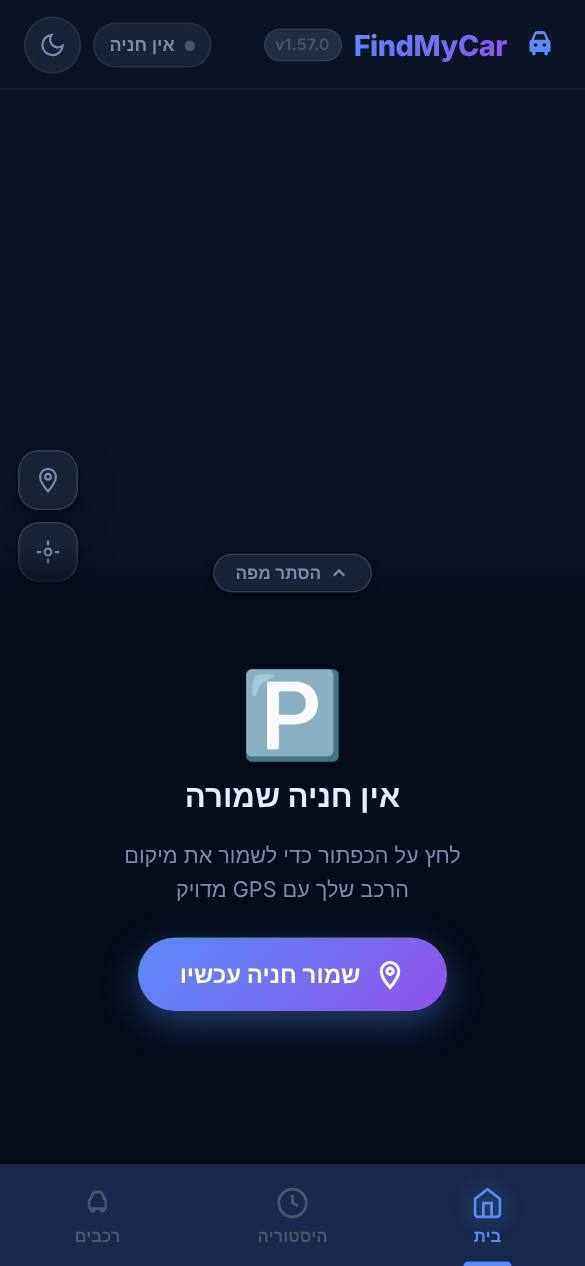 FindMyCar v1.57.0 אין חניה
הסתר מפה
P
אין חניה שמורה
לחץ על הכפתור כדי לשמור את מיקום
הרכב שלך עם GPS מדויק
שמור חניה עכשיו
בית היסטוריה רכבים